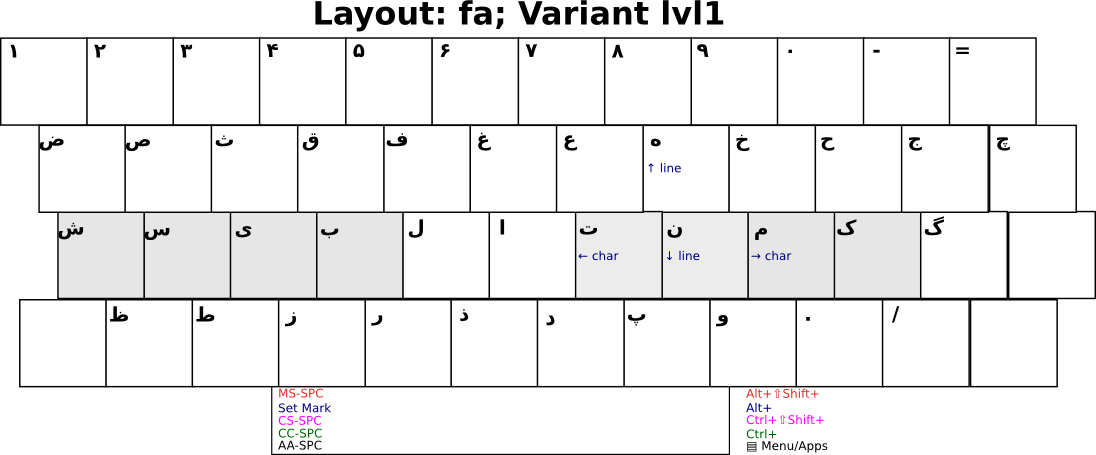 Layout: fa; Variant lvl1
۱ ۲ ۳ ۴ ۵ ۶ ۷ ۸ ۹ ۰ - =
ض ص ث ق ف غ ع ه خ ح ج چ
↑ line
ش س ی ب ل ا ت ن م ک گ
← char ↓ line → char
ظ ط ز ر ذ د پ و . /
MS-SPC Alt+⇧Shift+
Set Mark Alt+
CS-SPC Ctrl+⇧Shift+
CC-SPC Ctrl+
AA-SPC ▤ Menu/Apps